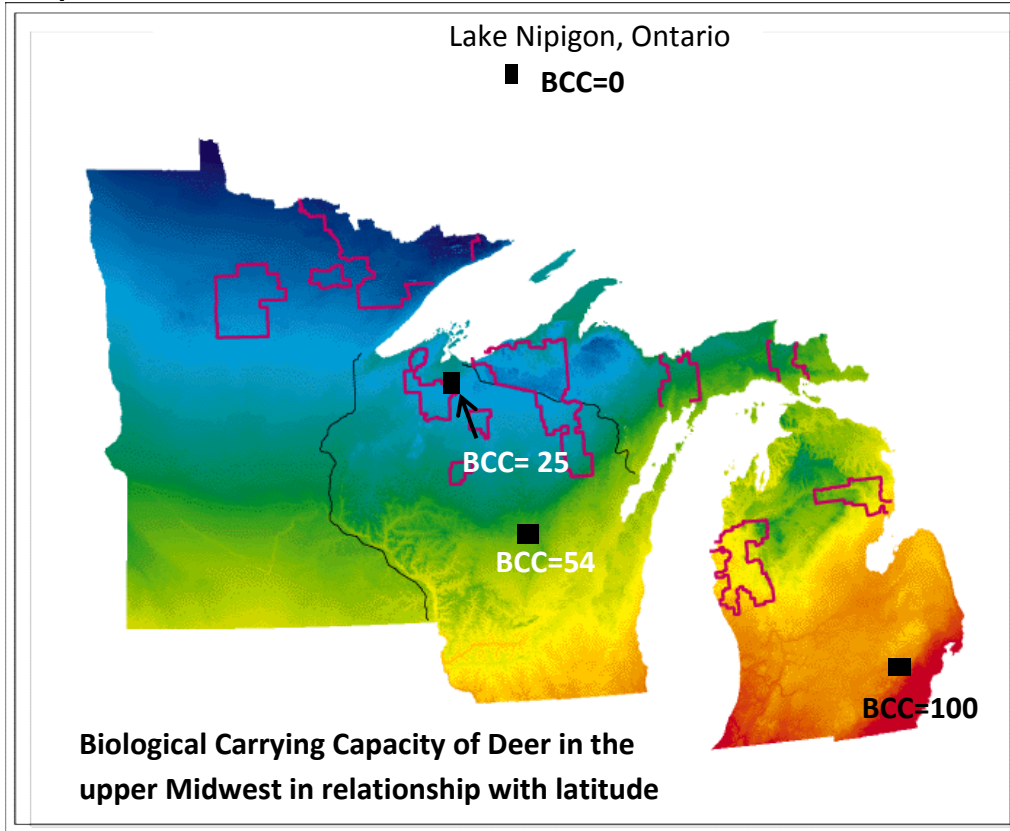 Lake Nipigon, Ontario
BCC=0
BCC= 25
BCC=54
BCC=100
Biological Carrying Capacity of Deer in the
upper Midwest in relationship with latitude